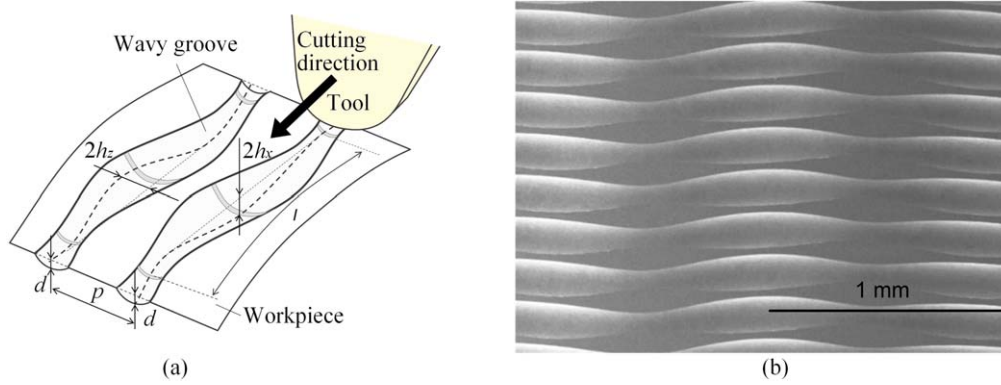 Wavy groove
Cutting
direction
Tool
2hz
2hx
l
d
p
d
Workpiece
(a)
1 mm
(b)